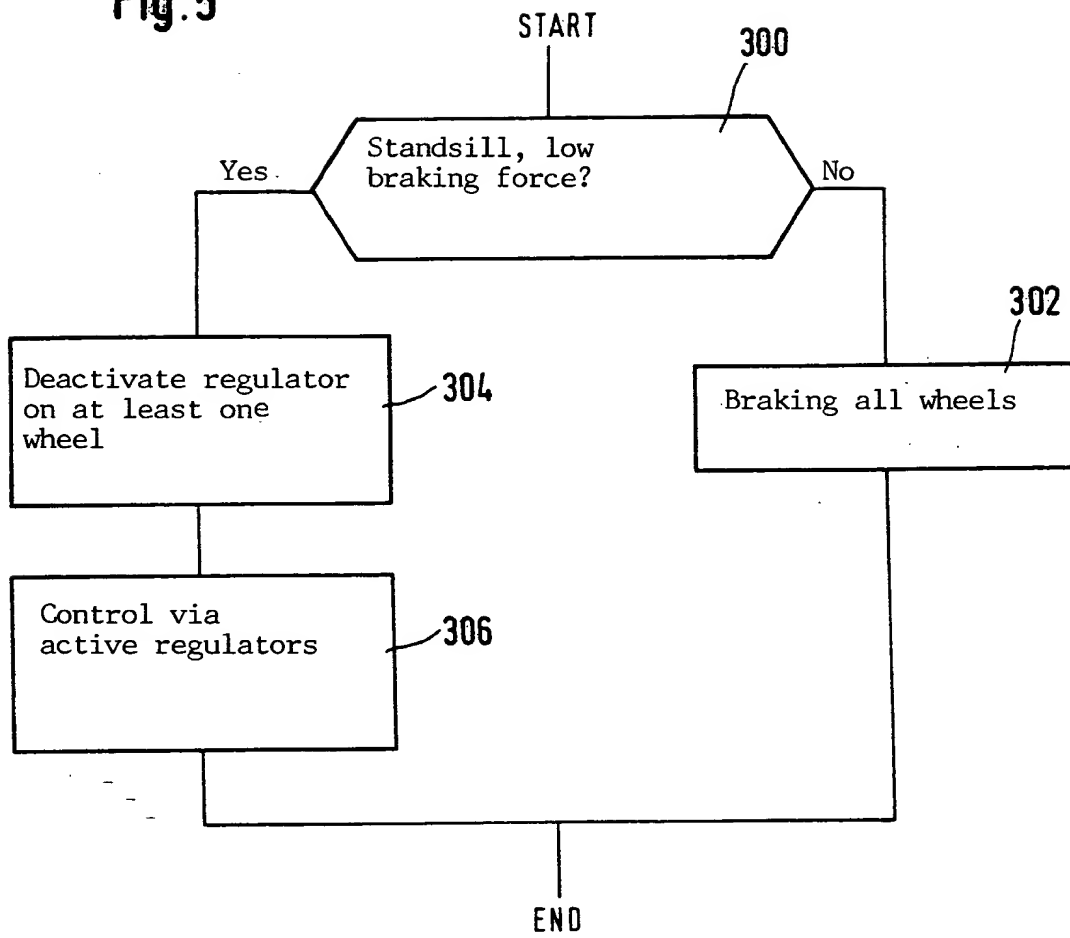 Fig.5
START
300
Standsill, low
braking force?
Yes
No
302
Deactivate regulator
on at least one
wheel
304
Braking all wheels
Control via
active regulators
306
END